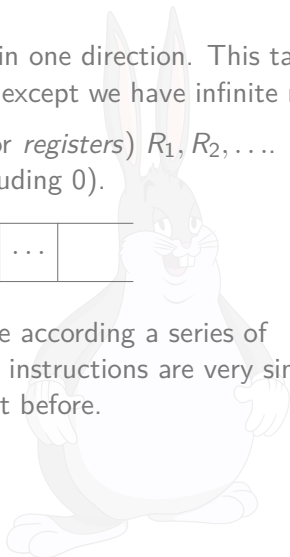 in one direction. This ta
except we have infinite
or registers) R₁, R₂, . . . .
uding 0).
. . .
e according a series of
instructions are very sin
t before.